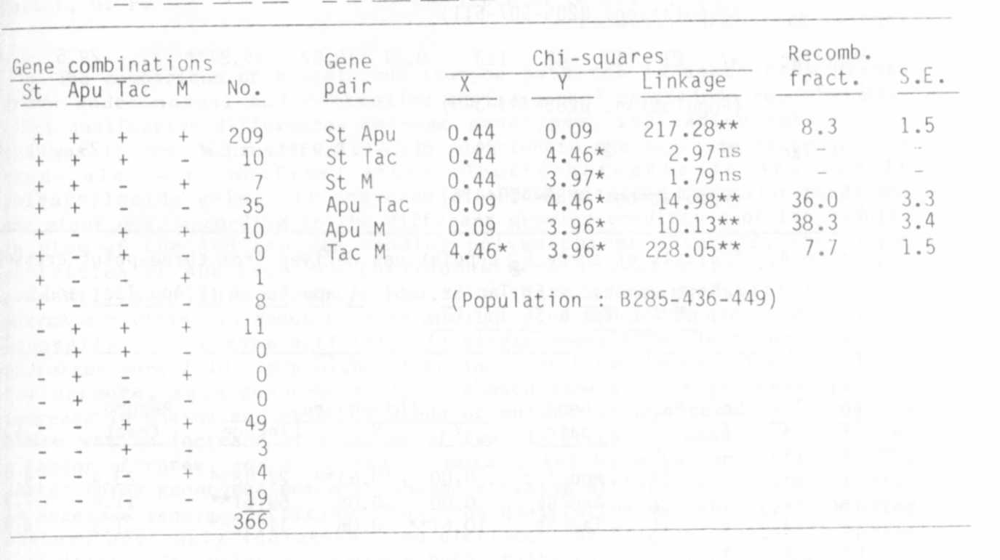 Gene combinations Gene Chi-squares Recomb.
St Apu Tac M No. pair X Y Linkage fract. S.E.
+ + + + 209 St Apu 0.44 0.09 217.28** 8.3 1.5
+ + + - 10 St Tac 0.44 4.46* 2.97ns - -
+ + - + 7 St M 0.44 3.97* 1.79ns - -
+ + - - 35 Apu Tac 0.09 4.46* 14.98** 36.0 3.3
+ - + + 10 Apu M 0.09 3.96* 10.13** 38.3 3.4
+ - + - 0 Tac M 4.46* 3.96* 228.05** 7.7 1.5
+ - - + 1
+ - - - 8 (Population : B285-436-449)
- + + + 11
- + + - 0
- + - + 0
- + - - 0
- - + + 49
- - + - 3
- - - + 4
- - - - 19
366